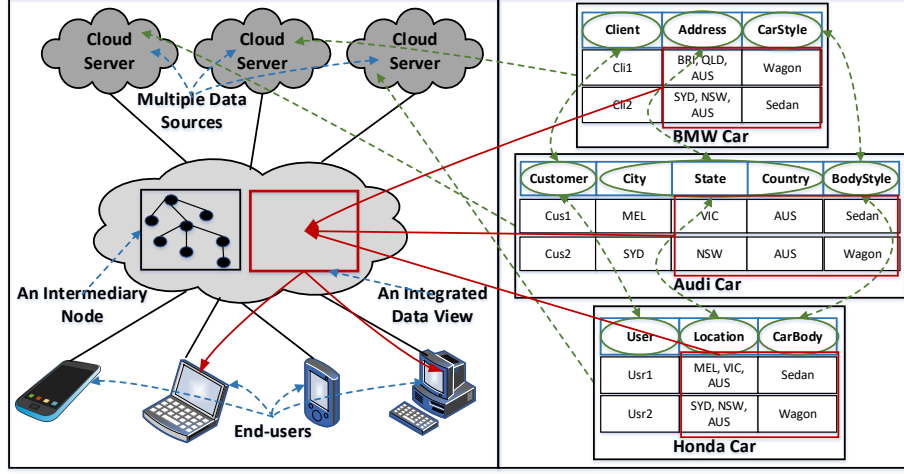 Cloud
Server
Cloud
Server
Cloud
Server
Multiple Data
Sources
An Intermediary
Node
An Integrated
Data View
End-users
Client Address CarStyle
Cli1 BRI, QLD, AUS Wagon
Cli2 SYD, NSW, AUS Sedan
BMW Car
Customer City State Country BodyStyle
Cus1 MEL VIC AUS Sedan
Cus2 SYD NSW AUS Wagon
Audi Car
User Location CarBody
Usr1 MEL, VIC, AUS Sedan
Usr2 SYD, NSW, AUS Wagon
Honda Car